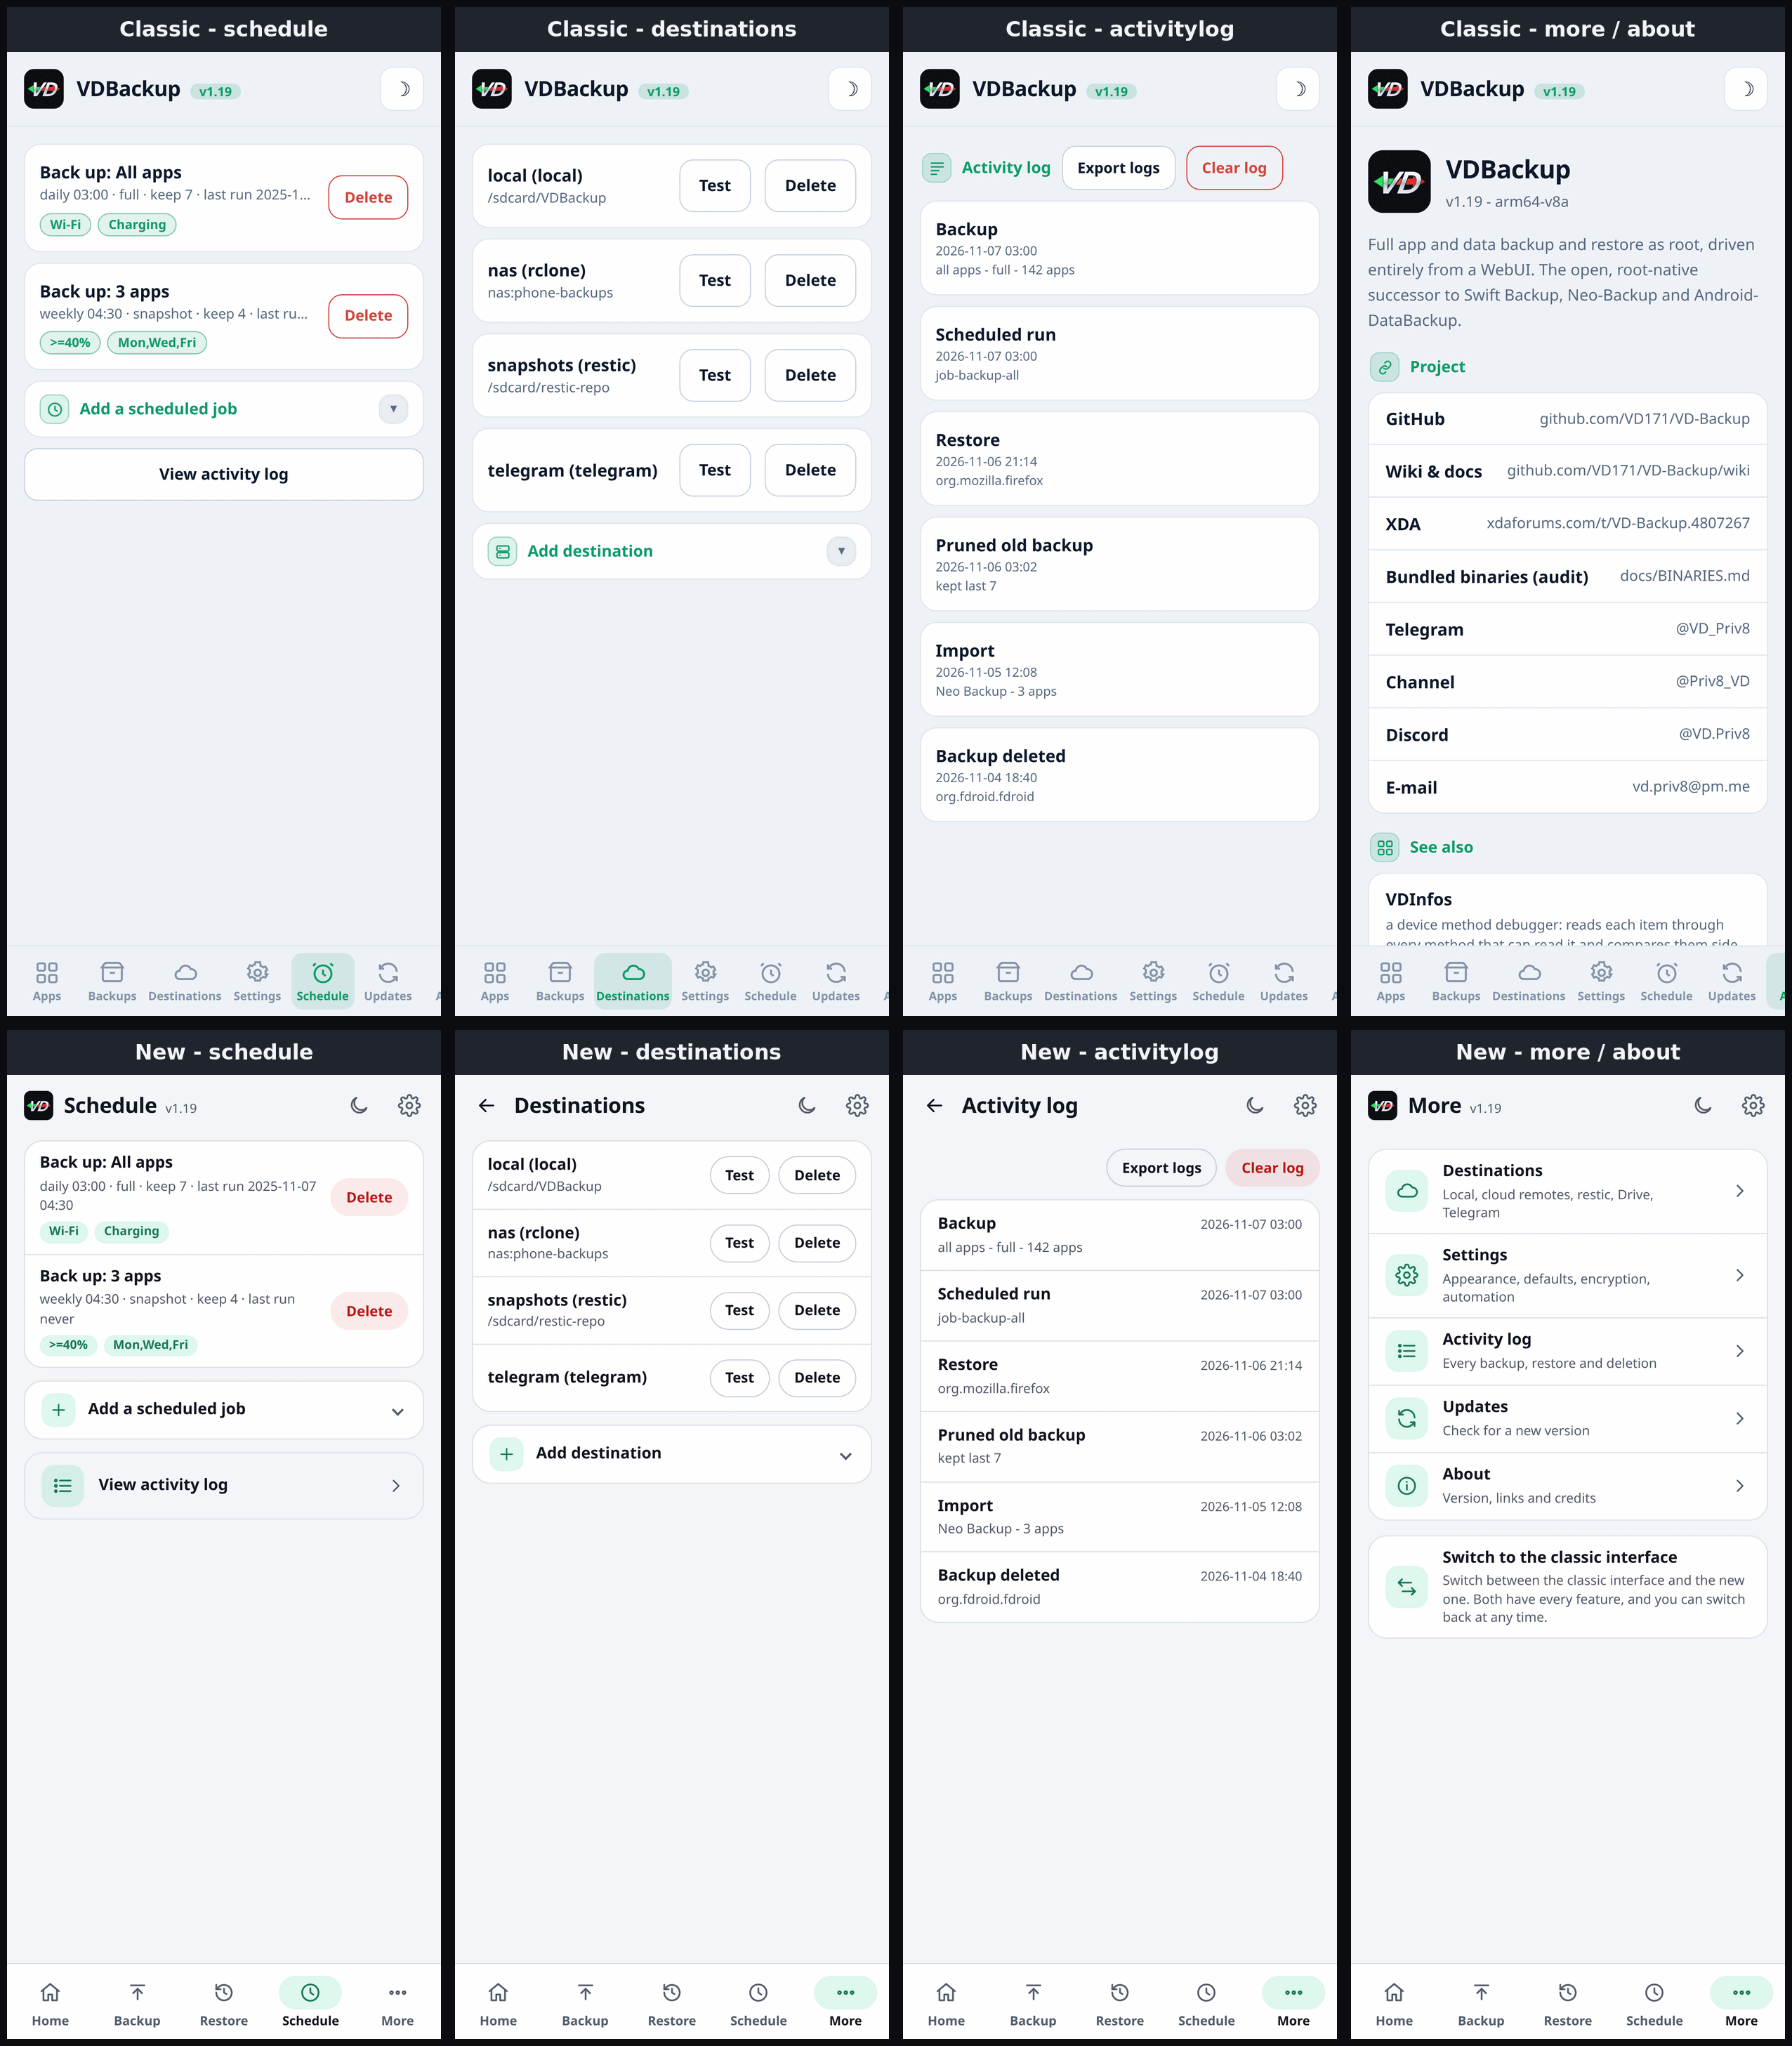 Classic - schedule
VD
VDBackup v1.19
Back up: All apps
daily 03:00 · full · keep 7 · last run 2025-1...
Wi-Fi Charging
Delete
Back up: 3 apps
weekly 04:30 · snapshot · keep 4 · last ru...
>=40% Mon,Wed,Fri
Delete
Add a scheduled job
View activity log
Apps Backups Destinations Settings Schedule Updates
Classic - destinations
VD
VDBackup v1.19
local (local)
/sdcard/VDBackup
Test Delete
nas (rclone)
nas:phone-backups
Test Delete
snapshots (restic)
/sdcard/restic-repo
Test Delete
telegram (telegram)
Test Delete
Add destination
Apps Backups Destinations Settings Schedule Updates
Classic - activitylog
VD
VDBackup v1.19
Activity log Export logs Clear log
Backup
2026-11-07 03:00
all apps - full - 142 apps
Scheduled run
2026-11-07 03:00
job-backup-all
Restore
2026-11-06 21:14
org.mozilla.firefox
Pruned old backup
2026-11-06 03:02
kept last 7
Import
2026-11-05 12:08
Neo Backup - 3 apps
Backup deleted
2026-11-04 18:40
org.fdroid.fdroid
Apps Backups Destinations Settings Schedule Updates
Classic - more / about
VD
VDBackup v1.19
VD
VDBackup
v1.19 - arm64-v8a
Full app and data backup and restore as root, driven
entirely from a WebUI. The open, root-native
successor to Swift Backup, Neo-Backup and Android-
DataBackup.
Project
GitHub github.com/VD171/VD-Backup
Wiki & docs github.com/VD171/VD-Backup/wiki
XDA xdaforums.com/t/VD-Backup.4807267
Bundled binaries (audit) docs/BINARIES.md
Telegram @VD_Priv8
Channel @Priv8_VD
Discord @VD.Priv8
E-mail vd.priv8@pm.me
See also
VDInfos
a device method debugger: reads each item through
every method that can read it and compares them side
Apps Backups Destinations Settings Schedule Updates
New - schedule
VD
Schedule v1.19
Back up: All apps
daily 03:00 · full · keep 7 · last run 2025-11-07
04:30
Wi-Fi Charging
Delete
Back up: 3 apps
weekly 04:30 · snapshot · keep 4 · last run
never
>=40% Mon,Wed,Fri
Delete
Add a scheduled job
View activity log
Home Backup Restore Schedule More
New - destinations
Destinations
local (local)
/sdcard/VDBackup
Test Delete
nas (rclone)
nas:phone-backups
Test Delete
snapshots (restic)
/sdcard/restic-repo
Test Delete
telegram (telegram)
Test Delete
Add destination
Home Backup Restore Schedule More
New - activitylog
Activity log
Export logs Clear log
Backup 2026-11-07 03:00
all apps - full - 142 apps
Scheduled run 2026-11-07 03:00
job-backup-all
Restore 2026-11-06 21:14
org.mozilla.firefox
Pruned old backup 2026-11-06 03:02
kept last 7
Import 2026-11-05 12:08
Neo Backup - 3 apps
Backup deleted 2026-11-04 18:40
org.fdroid.fdroid
Home Backup Restore Schedule More
New - more / about
VD
More v1.19
Destinations
Local, cloud remotes, restic, Drive,
Telegram
Settings
Appearance, defaults, encryption,
automation
Activity log
Every backup, restore and deletion
Updates
Check for a new version
About
Version, links and credits
Switch to the classic interface
Switch between the classic interface and the new
one. Both have every feature, and you can switch
back at any time.
Home Backup Restore Schedule More